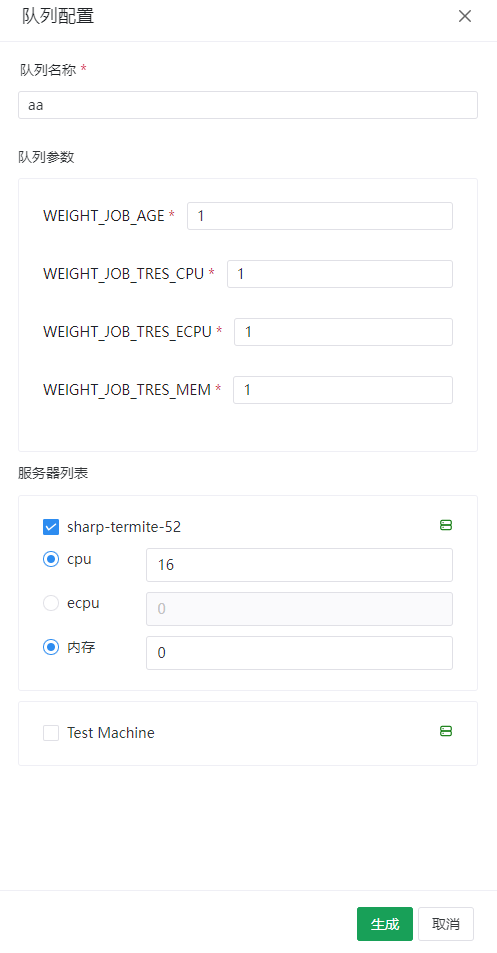 队列配置
队列名称 *
aa
队列参数
WEIGHT_JOB_AGE * 1
WEIGHT_JOB_TRES_CPU * 1
WEIGHT_JOB_TRES_ECPU * 1
WEIGHT_JOB_TRES_MEM * 1
服务器列表
sharp-termite-52
cpu 16
ecpu 0
内存 0
Test Machine
生成 取消